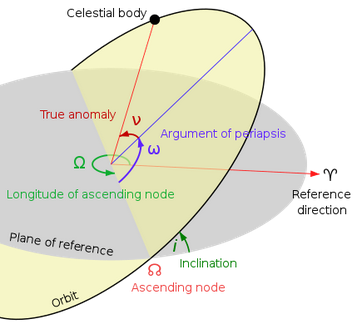 Celestial body
True anomaly
ν
Argument of periapsis
ω
Ω
Longitude of ascending node
♈
Reference
direction
Plane of reference
i
Inclination
☊
Ascending node
Orbit